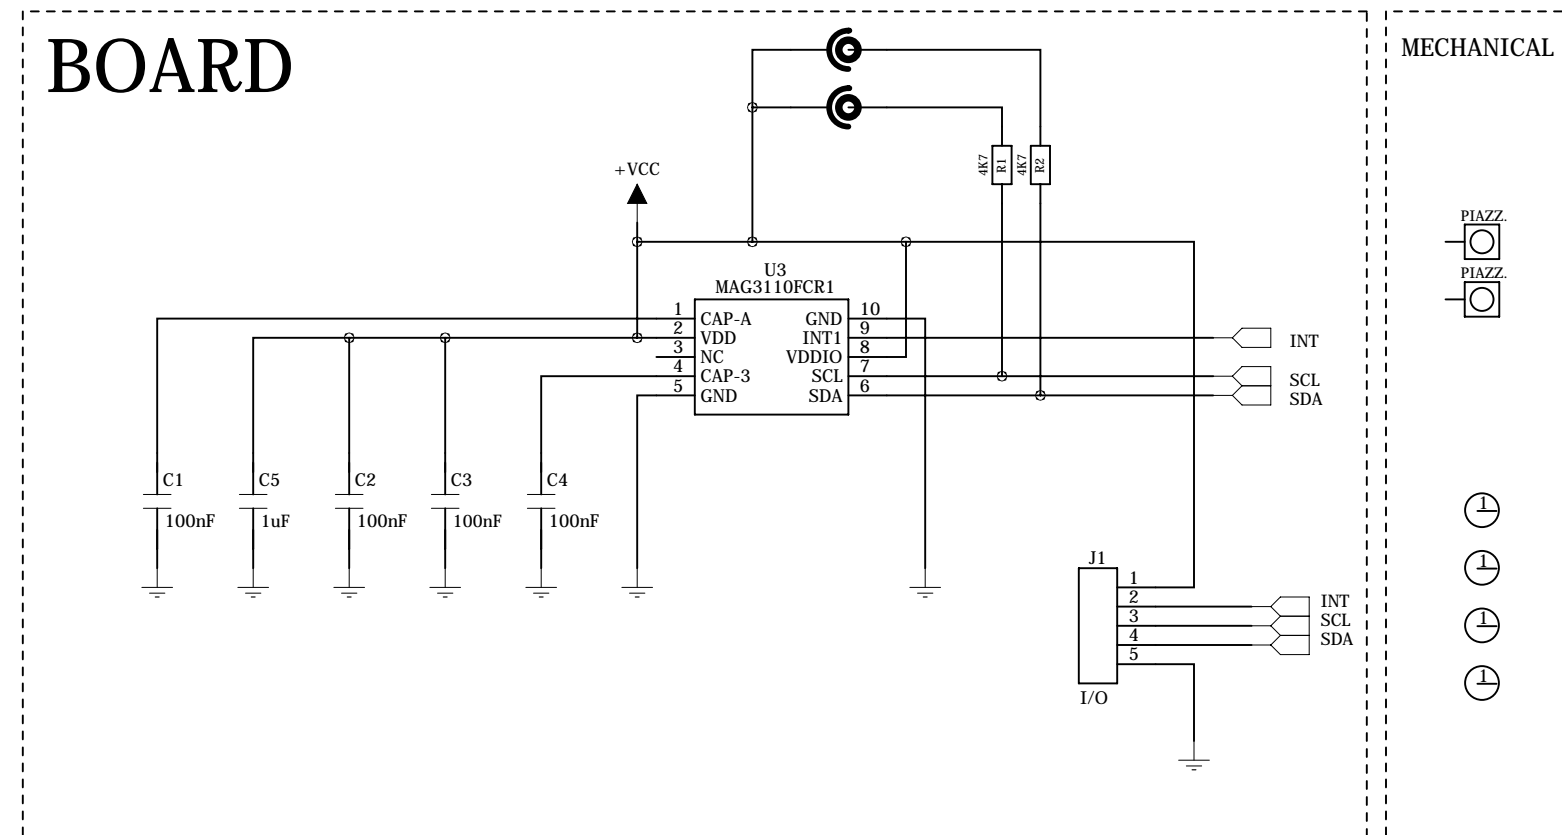 BOARD
MECHANICAL
4K7
R1
4K7
R2
+VCC
PIAZZ.
PIAZZ.
U3
MAG3110FCR1
1 CAP-A GND 10
2 VDD INT1 9
3 NC VDDIO 8
4 CAP-3 SCL 7
5 GND SDA 6
INT
SCL
SDA
C1
100nF
C5
1uF
C2
100nF
C3
100nF
C4
100nF
1
1
1
1
J1
1
2
3
4
5
INT
SCL
SDA
I/O